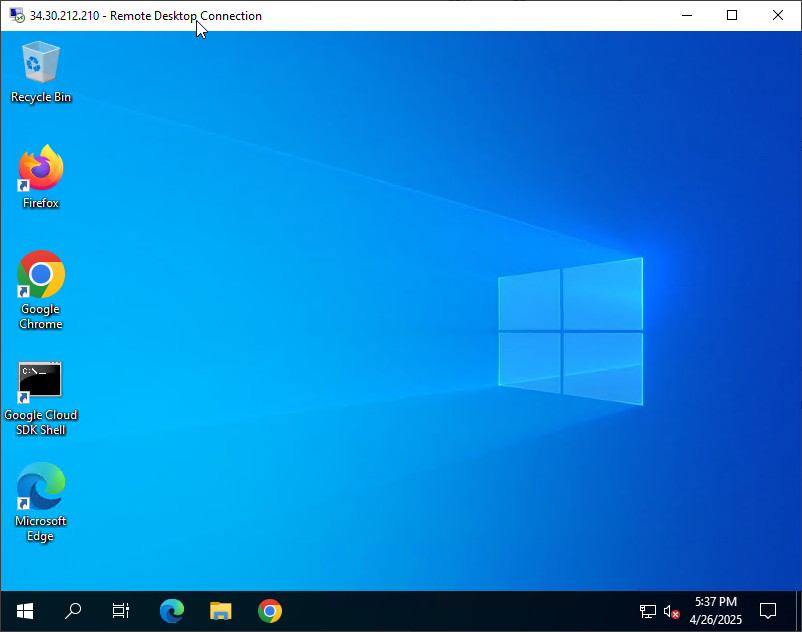 34.30.212.210 - Remote Desktop Connection
Recycle Bin
Firefox
Google
Chrome
C:\_
Google Cloud
SDK Shell
Microsoft
Edge
5:37 PM
4/26/2025